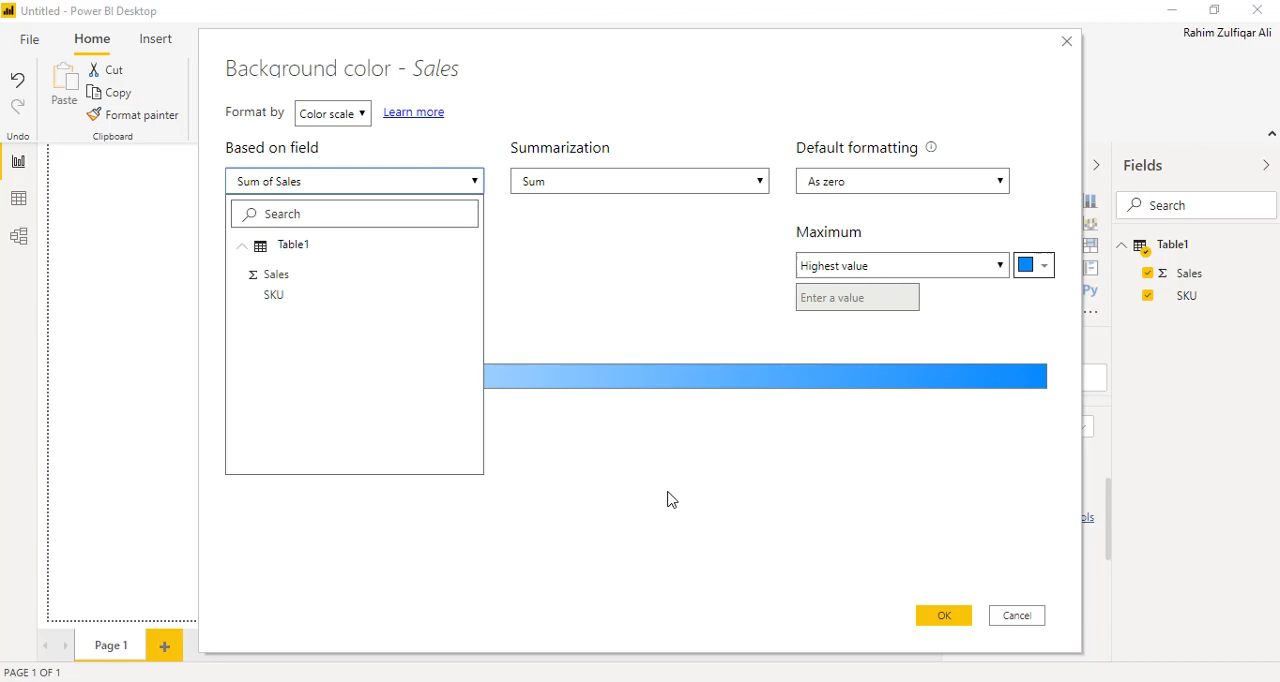 Untitled - Power BI Desktop
Rahim Zulfiqar Ali
File
Home
Insert
Cut
Copy
Format painter
Paste
Undo
Clipboard
Background color - Sales
Format by
Color scale
Learn more
Based on field
Summarization
Default formatting
Sum of Sales
Sum
As zero
Search
Table1
Sales
SKU
Maximum
Highest value
Enter a value
OK
Cancel
Fields
Search
Table1
Σ Sales
SKU
Py
Page 1
PAGE 1 OF 1